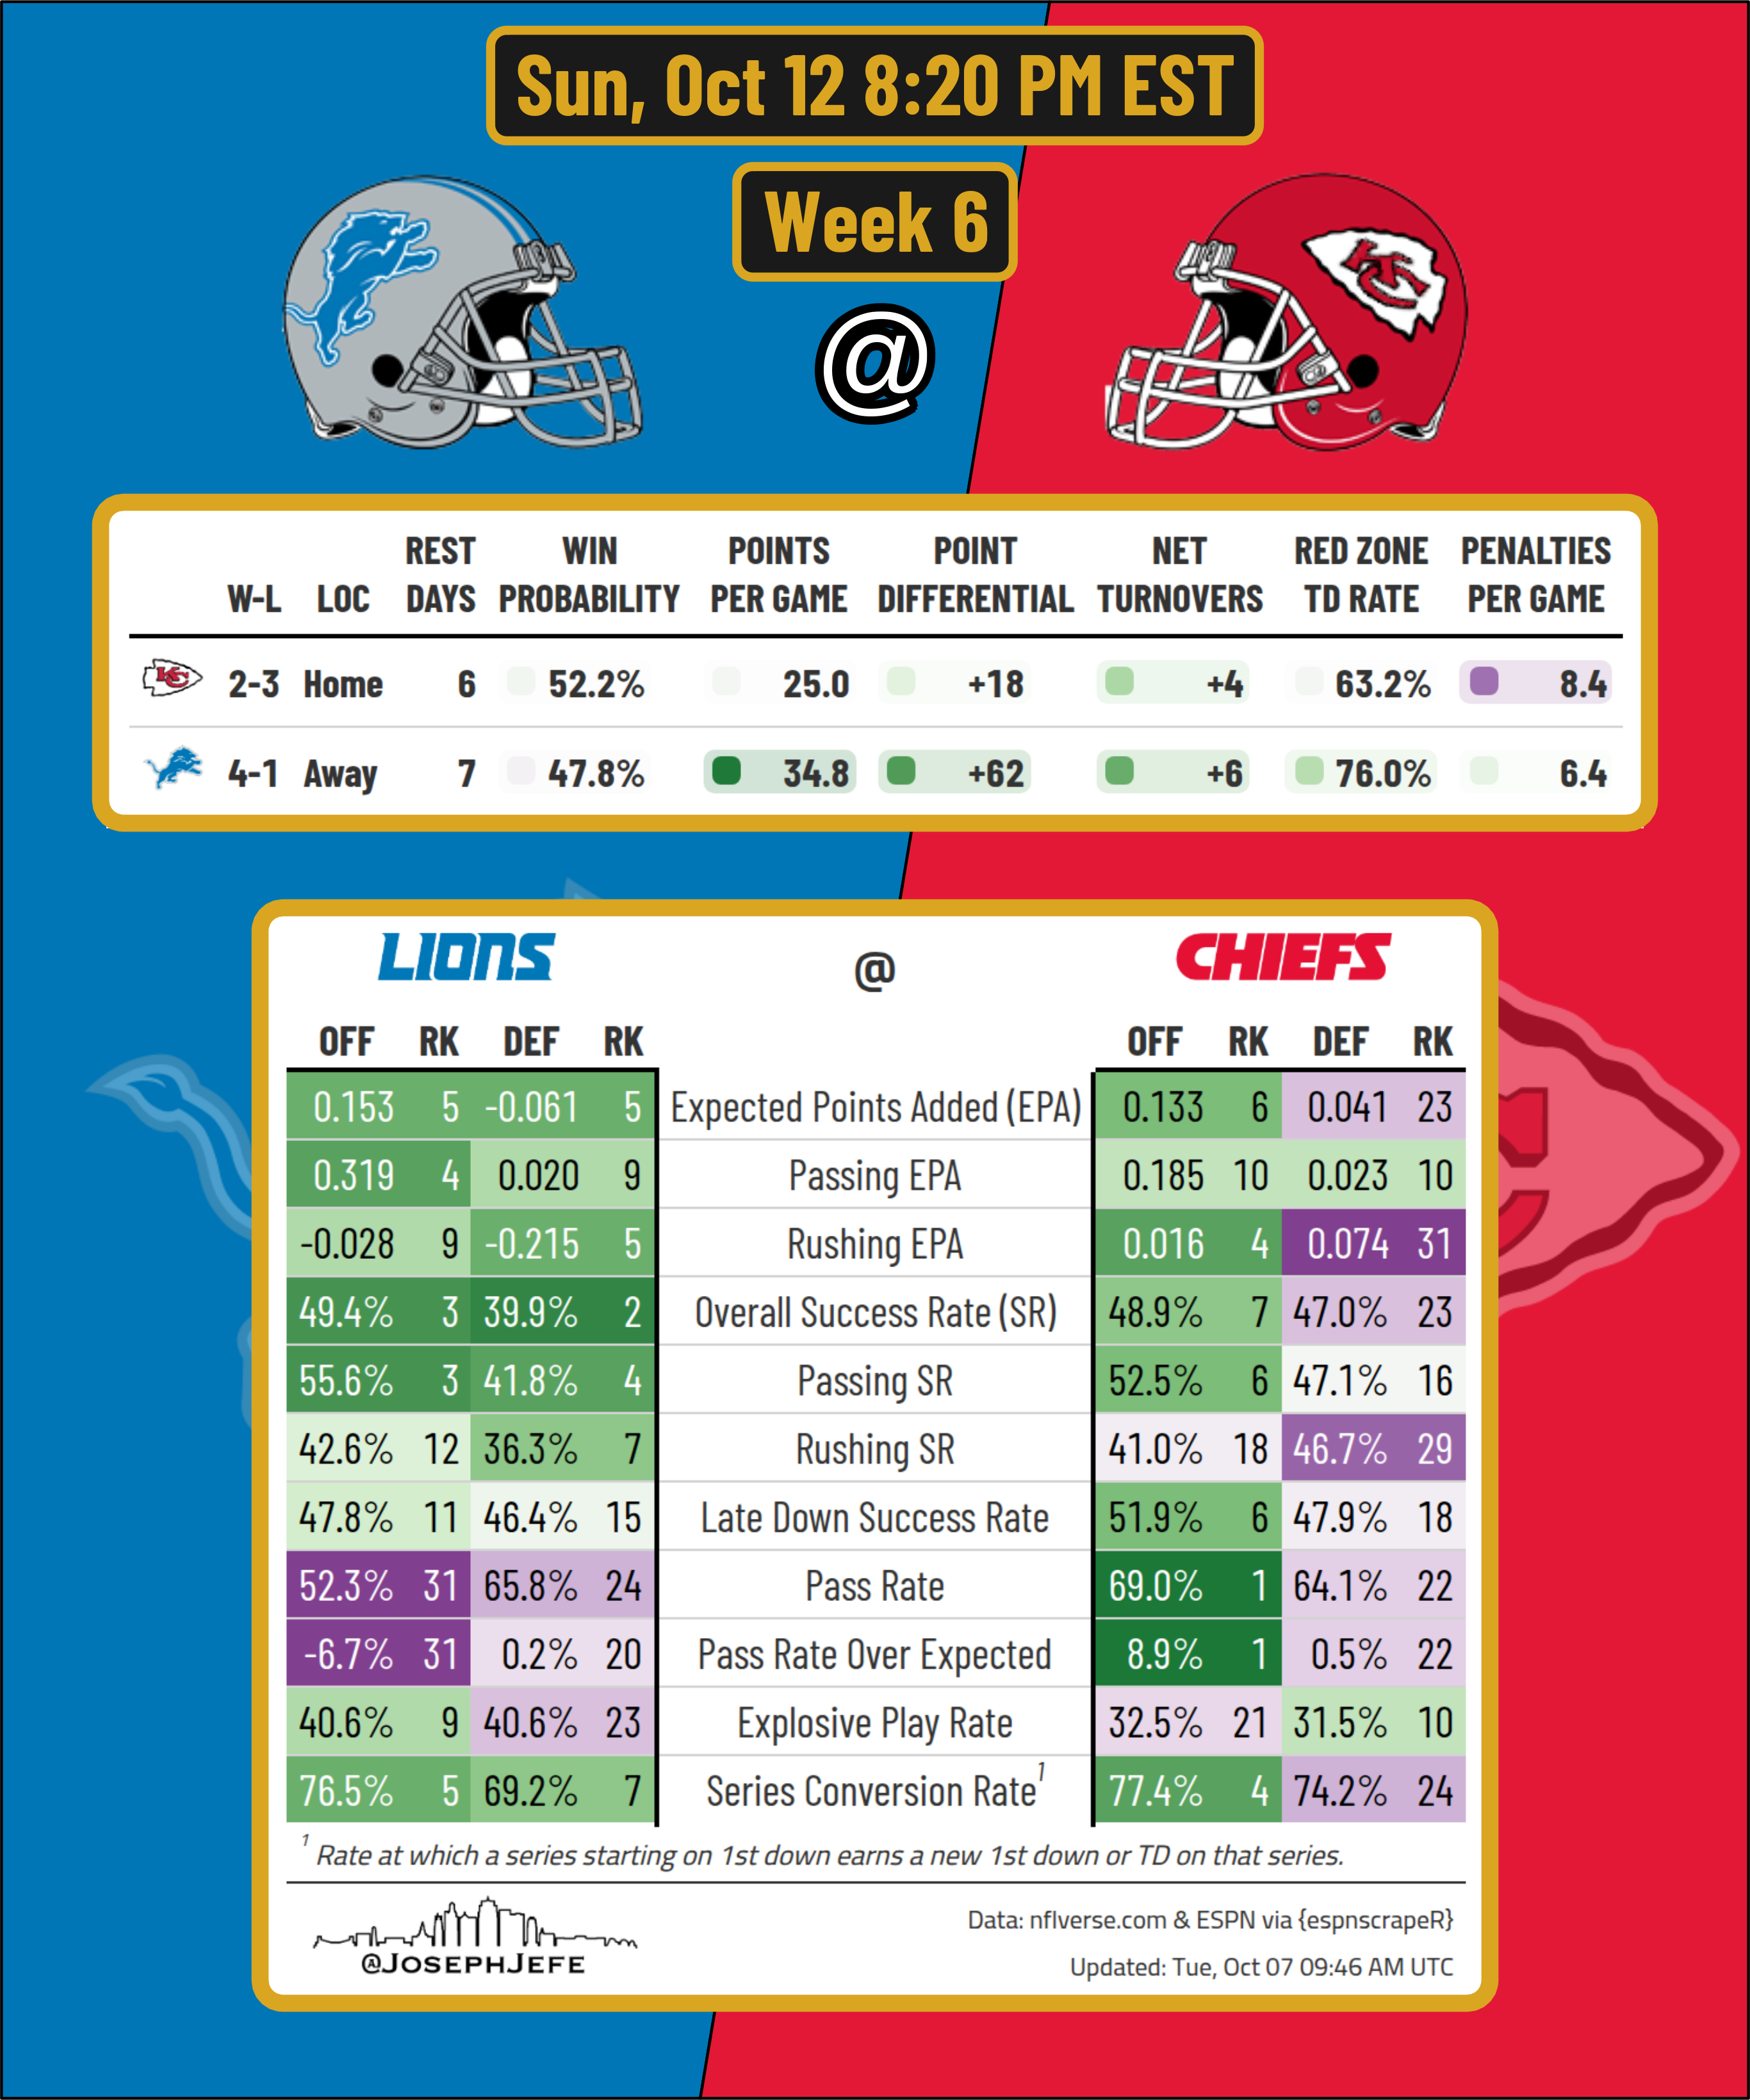 Sun, Oct 12 8:20 PM EST
Week 6
@
KC
W-L LOC REST DAYS WIN PROBABILITY POINTS PER GAME POINT DIFFERENTIAL NET TURNOVERS RED ZONE TD RATE PENALTIES PER GAME
KC 2-3 Home 6 52.2% 25.0 +18 +4 63.2% 8.4
4-1 Away 7 47.8% 34.8 +62 +6 76.0% 6.4
LIONS @ CHIEFS
OFF RK DEF RK OFF RK DEF RK
0.153 5 -0.061 5 Expected Points Added (EPA) 0.133 6 0.041 23
0.319 4 0.020 9 Passing EPA 0.185 10 0.023 10
-0.028 9 -0.215 5 Rushing EPA 0.016 4 0.074 31
49.4% 3 39.9% 2 Overall Success Rate (SR) 48.9% 7 47.0% 23
55.6% 3 41.8% 4 Passing SR 52.5% 6 47.1% 16
42.6% 12 36.3% 7 Rushing SR 41.0% 18 46.7% 29
47.8% 11 46.4% 15 Late Down Success Rate 51.9% 6 47.9% 18
52.3% 31 65.8% 24 Pass Rate 69.0% 1 64.1% 22
-6.7% 31 0.2% 20 Pass Rate Over Expected 8.9% 1 0.5% 22
40.6% 9 40.6% 23 Explosive Play Rate 32.5% 21 31.5% 10
76.5% 5 69.2% 7 Series Conversion Rate¹ 77.4% 4 74.2% 24
¹ Rate at which a series starting on 1st down earns a new 1st down or TD on that series.
@JOSEPHJEFE
Data: nflverse.com & ESPN via {espnscrapeR}
Updated: Tue, Oct 07 09:46 AM UTC